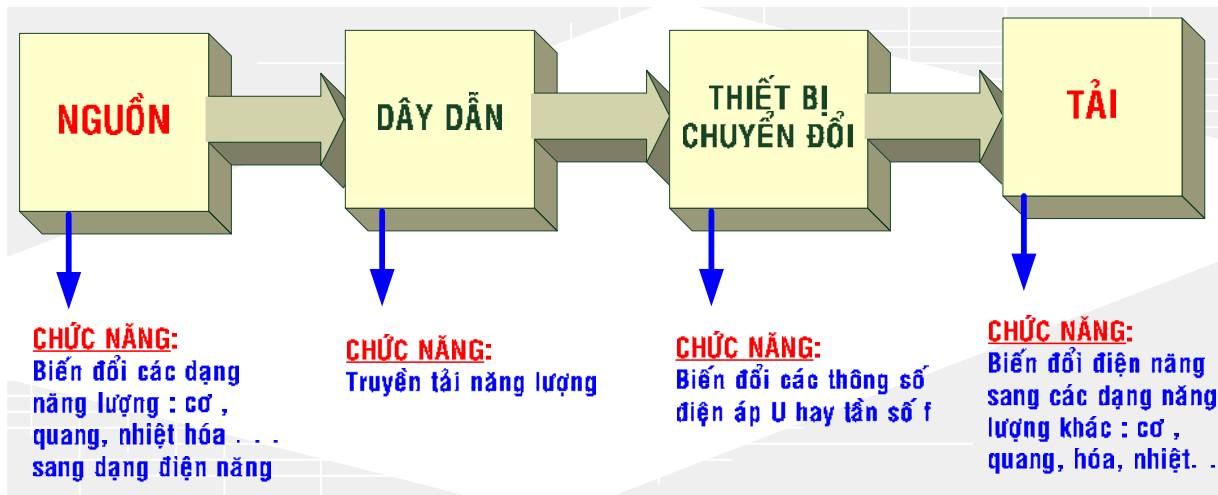 NGUỒN
DÂY DẪN
THIẾT BỊ
CHUYỂN ĐỔI
TẢI
CHỨC NĂNG:
Biến đổi các dạng
năng lượng : cơ ,
quang, nhiệt hóa . . .
sang dạng điện năng
CHỨC NĂNG:
Truyền tải năng lượng
CHỨC NĂNG:
Biến đổi các thông số
điện áp U hay tần số f
CHỨC NĂNG:
Biến đổi điện năng
sang các dạng năng
lượng khác : cơ ,
quang, hóa, nhiệt. .